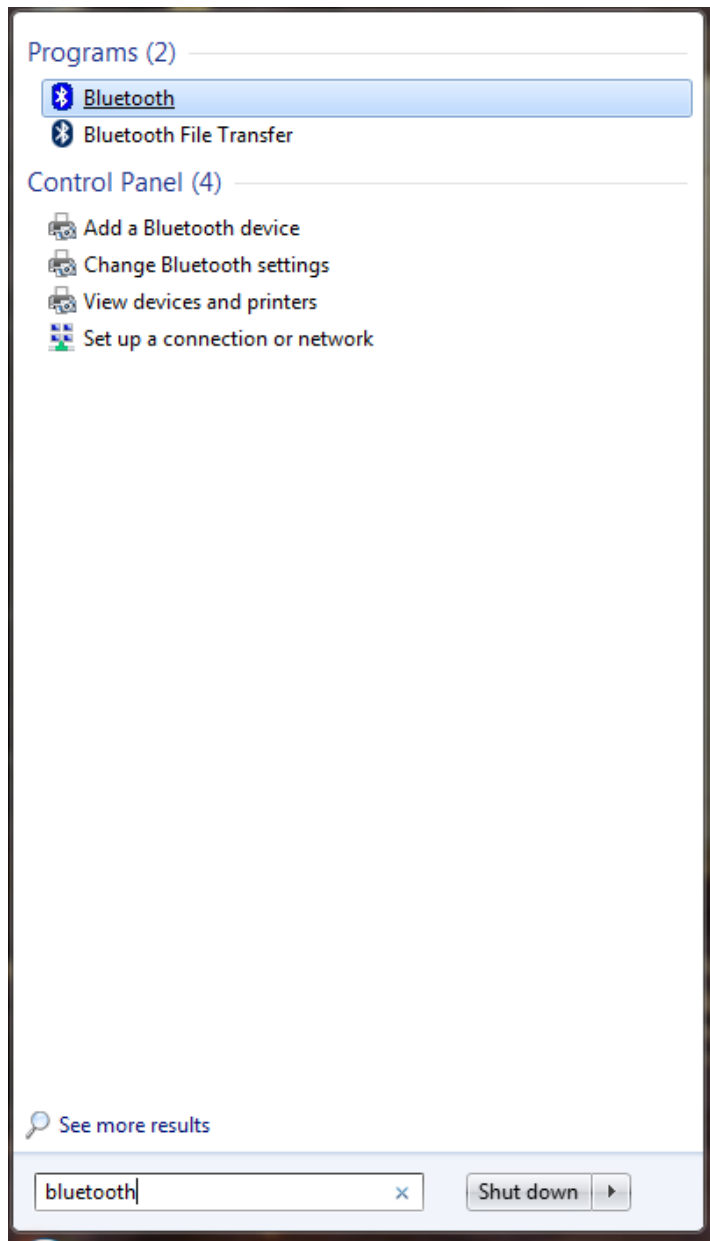 Programs (2)
Bluetooth
Bluetooth File Transfer
Control Panel (4)
Add a Bluetooth device
Change Bluetooth settings
View devices and printers
Set up a connection or network
See more results
bluetooth
Shut down